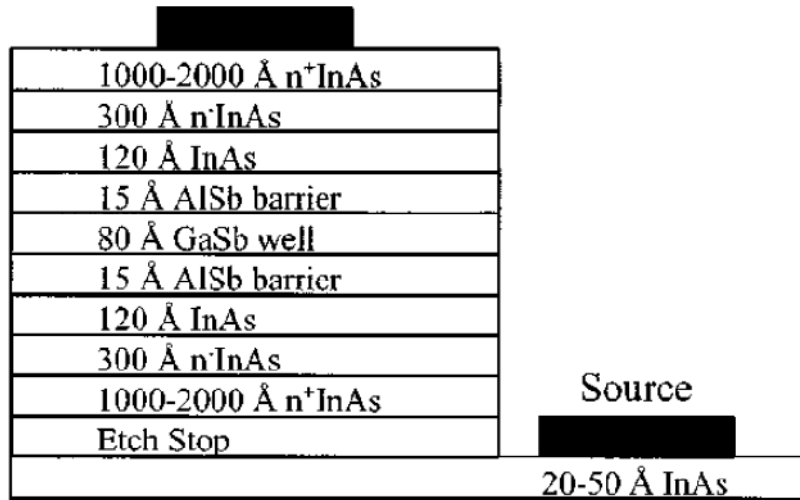 1000-2000 Å n⁺InAs
300 Å n⁻InAs
120 Å InAs
15 Å AlSb barrier
80 Å GaSb well
15 Å AlSb barrier
120 Å InAs
300 Å n⁻InAs
1000-2000 Å n⁺InAs
Source
Etch Stop
20-50 Å InAs